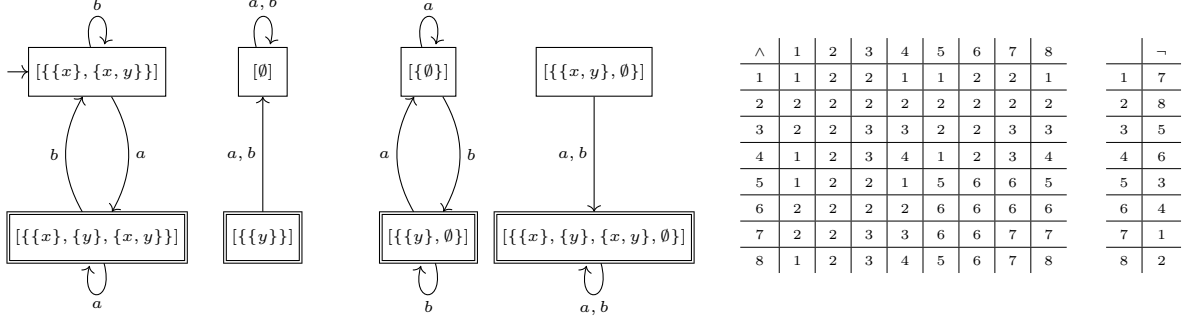 b
a, b
a
[{{x}, {x, y}}]
[∅]
[{∅}]
[{{x, y}, ∅}]
b
a
a, b
a
b
a, b
[{{x}, {y}, {x, y}}]
[{{y}}]
[{{y}, ∅}]
[{{x}, {y}, {x, y}, ∅}]
a
b
a, b
∧ 1 2 3 4 5 6 7 8
1 1 2 2 1 1 2 2 1
2 2 2 2 2 2 2 2 2
3 2 2 3 3 2 2 3 3
4 1 2 3 4 1 2 3 4
5 1 2 2 1 5 6 6 5
6 2 2 2 2 6 6 6 6
7 2 2 3 3 6 6 7 7
8 1 2 3 4 5 6 7 8
¬
1 7
2 8
3 5
4 6
5 3
6 4
7 1
8 2